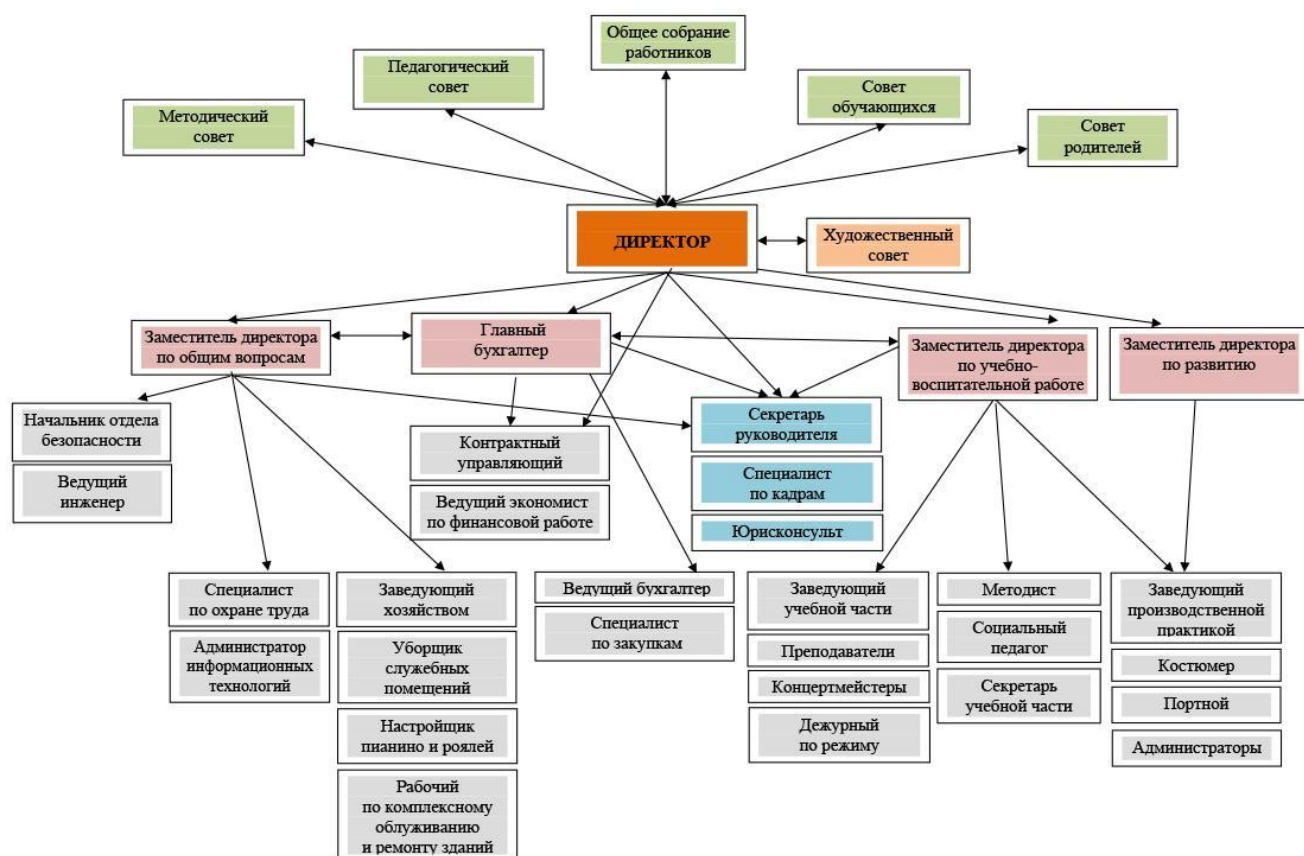 Общее собрание
работников
Педагогический
совет
Совет
обучающихся
Методический
совет
Совет
родителей
ДИРЕКТОР
Художественный
совет
Заместитель директора
по общим вопросам
Главный
бухгалтер
Заместитель директора
по учебно-
воспитательной работе
Заместитель директора
по развитию
Начальник отдела
безопасности
Ведущий
инженер
Контрактный
управляющий
Ведущий экономист
по финансовой работе
Секретарь
руководителя
Специалист
по кадрам
Юрисконсульт
Специалист
по охране труда
Администратор
информационных
технологий
Заведующий
хозяйством
Уборщик
служебных
помещений
Настройщик
пианино и роялей
Рабочий
по комплексному
облуживанию
и ремонту зданий
Ведущий бухгалтер
Специалист
по закупкам
Заведующий
учебной части
Преподаватели
Концертмейстеры
Дежурный
по режиму
Методист
Социальный
педагог
Секретарь
учебной части
Заведующий
производственной
практикой
Костюмер
Портной
Администраторы